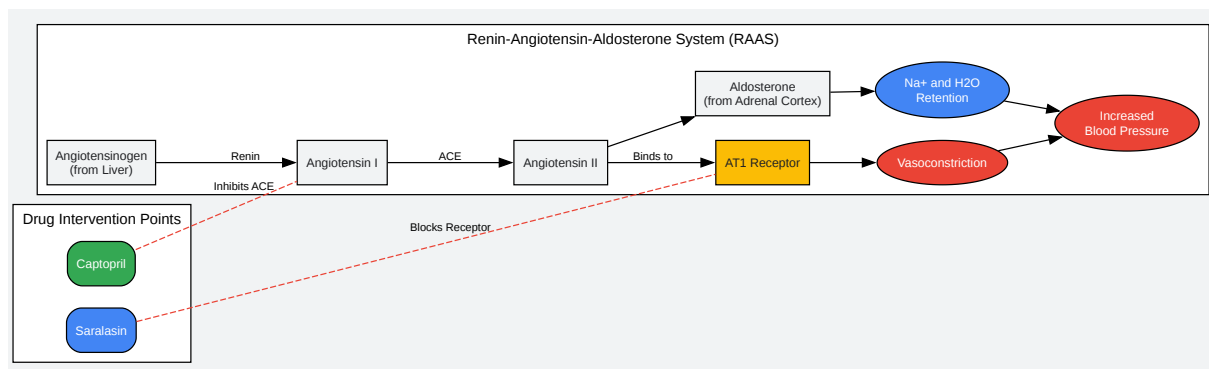 Renin-Angiotensin-Aldosterone System (RAAS)
Aldosterone
(from Adrenal Cortex)
Na+ and H2O
Retention
Increased
Blood Pressure
Angiotensinogen
(from Liver)
Renin
Angiotensin I
ACE
Angiotensin II
Binds to
AT1 Receptor
Vasoconstriction
Inhibits ACE
Drug Intervention Points
Blocks Receptor
Captopril
Saralasin